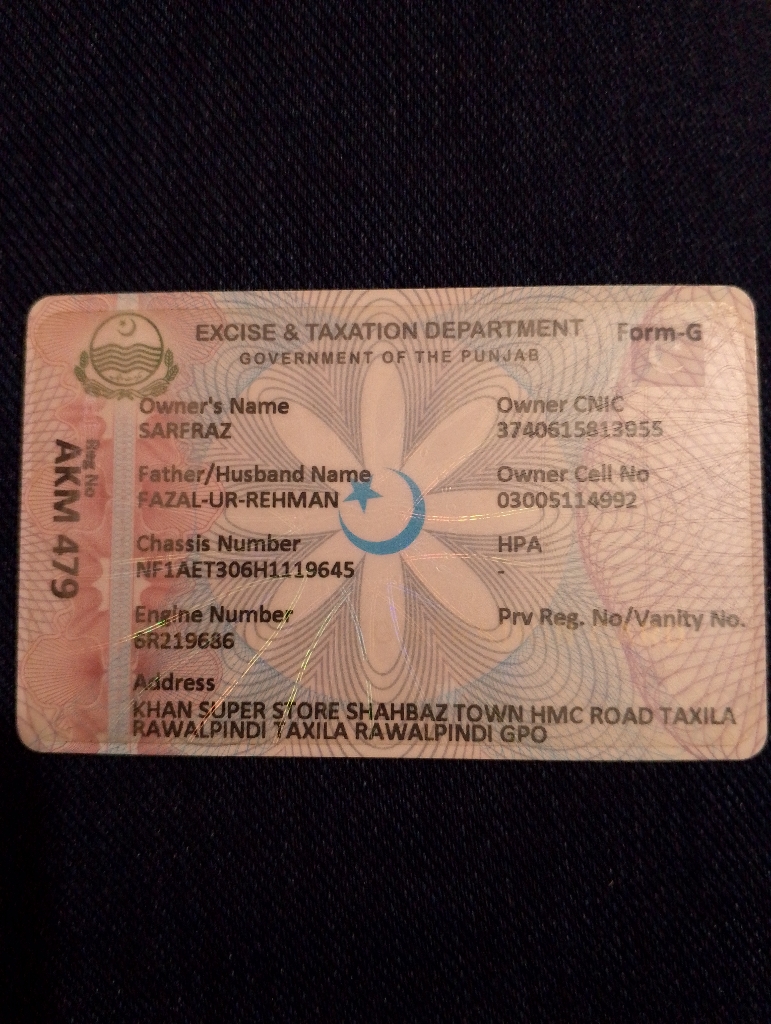 EXCISE & TAXATION DEPARTMENT Form-G
GOVERNMENT OF THE PUNJAB
Reg No
AKM 479
Owner's Name
SARFRAZ
Owner CNIC
3740615813955
Father/Husband Name
FAZAL-UR-REHMAN
Owner Cell No
03005114992
Chassis Number
NF1AET306H1119645
HPA
-
Engine Number
6R219686
Prv Reg. No/Vanity No.
Address
KHAN SUPER STORE SHAHBAZ TOWN HMC ROAD TAXILA
RAWALPINDI TAXILA RAWALPINDI GPO